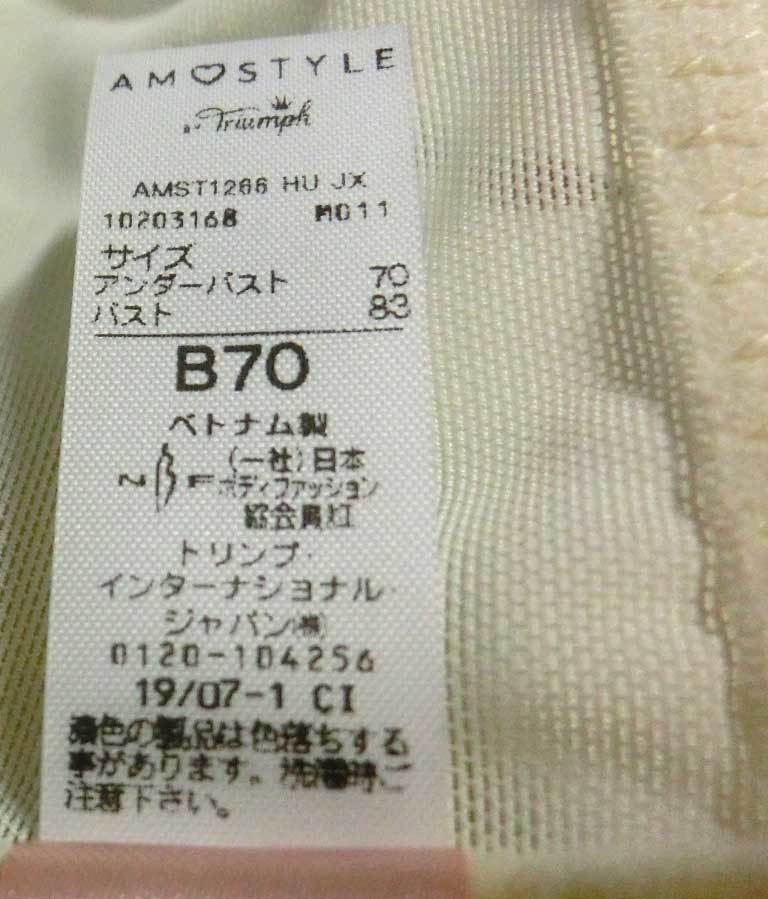 AMOSTYLE
by Triumph
AMST1266 HU JX
10203168 M011
サイズ
アンダーバスト 70
バスト 83
B70
ベトナム製
(一社)日本
ボディファッション
協会員証
トリンプ・
インターナショナル・
ジャパン(株)
0120-104256
19/07-1 CI
濃色の製品は色落ちする
事があります。洗濯時ご
注意下さい。